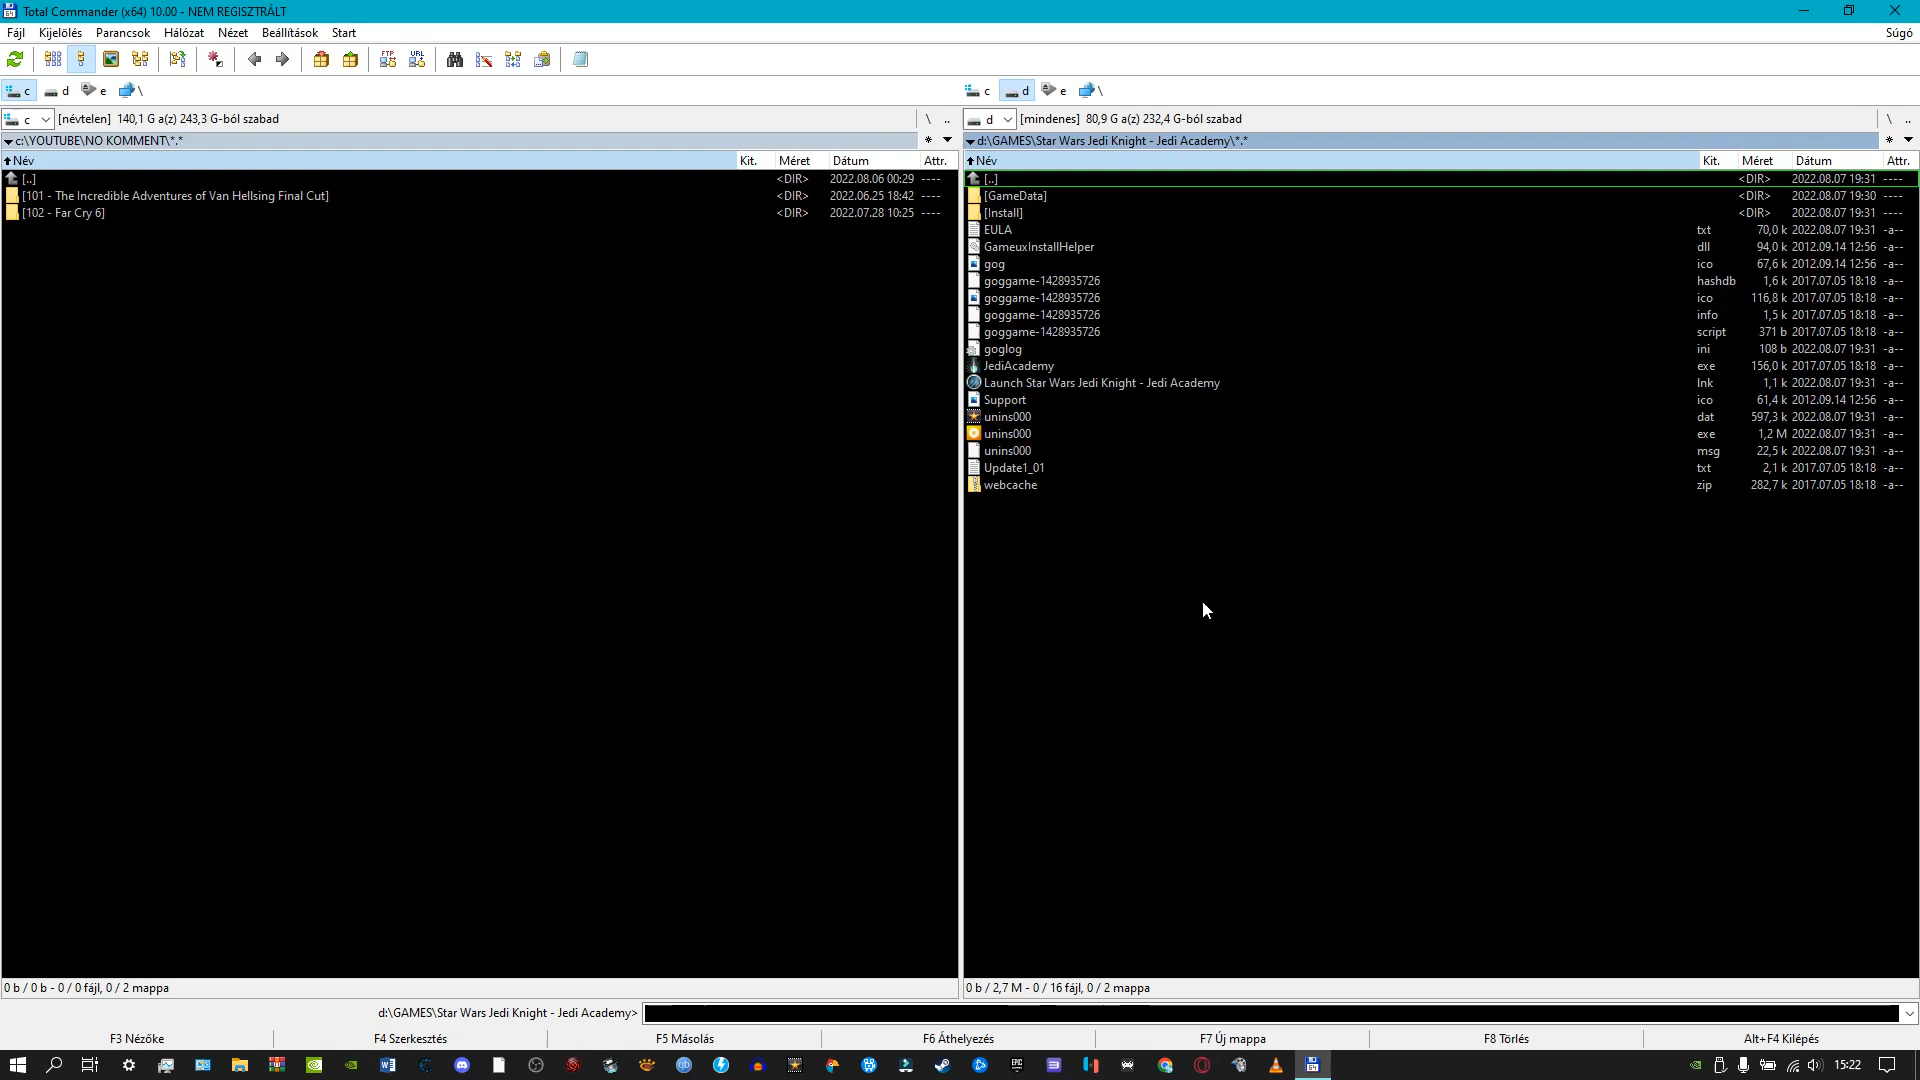 Total Commander (x64) 10.00 - NEM REGISZTRÁLT
Fájl Kijelölés Parancsok Hálózat Nézet Beállítások Start Súgó
FTP URL
c d e \ c d e \
c [névtelen] 140,1 G a(z) 243,3 G-ból szabad \ .. d [mindenes] 80,9 G a(z) 232,4 G-ból szabad \ ..
c:\YOUTUBE\NO KOMMENT\*.* * d:\GAMES\Star Wars Jedi Knight - Jedi Academy\*.* *
Név Kit. Méret Dátum Attr.
[..] <DIR> 2022.08.06 00:29 ----
[101 - The Incredible Adventures of Van Hellsing Final Cut] <DIR> 2022.06.25 18:42 ----
[102 - Far Cry 6] <DIR> 2022.07.28 10:25 ----
Név Kit. Méret Dátum Attr.
[..] <DIR> 2022.08.07 19:31 ----
[GameData] <DIR> 2022.08.07 19:30 ----
[Install] <DIR> 2022.08.07 19:31 ----
EULA txt 70,0 k 2022.08.07 19:31 -a--
GameuxInstallHelper dll 94,0 k 2012.09.14 12:56 -a--
gog ico 67,6 k 2012.09.14 12:56 -a--
goggame-1428935726 hashdb 1,6 k 2017.07.05 18:18 -a--
goggame-1428935726 ico 116,8 k 2017.07.05 18:18 -a--
goggame-1428935726 info 1,5 k 2017.07.05 18:18 -a--
goggame-1428935726 script 371 b 2017.07.05 18:18 -a--
goglog ini 108 b 2022.08.07 19:31 -a--
JediAcademy exe 156,0 k 2017.07.05 18:18 -a--
Launch Star Wars Jedi Knight - Jedi Academy lnk 1,1 k 2022.08.07 19:31 -a--
Support ico 61,4 k 2012.09.14 12:56 -a--
unins000 dat 597,3 k 2022.08.07 19:31 -a--
unins000 exe 1,2 M 2022.08.07 19:31 -a--
unins000 msg 22,5 k 2022.08.07 19:31 -a--
Update1_01 txt 2,1 k 2017.07.05 18:18 -a--
webcache zip 282,7 k 2017.07.05 18:18 -a--
0 b / 0 b - 0 / 0 fájl, 0 / 2 mappa 0 b / 2,7 M - 0 / 16 fájl, 0 / 2 mappa
d:\GAMES\Star Wars Jedi Knight - Jedi Academy>
F3 Nézőke F4 Szerkesztés F5 Másolás F6 Áthelyezés F7 Új mappa F8 Törlés Alt+F4 Kilépés
15:22